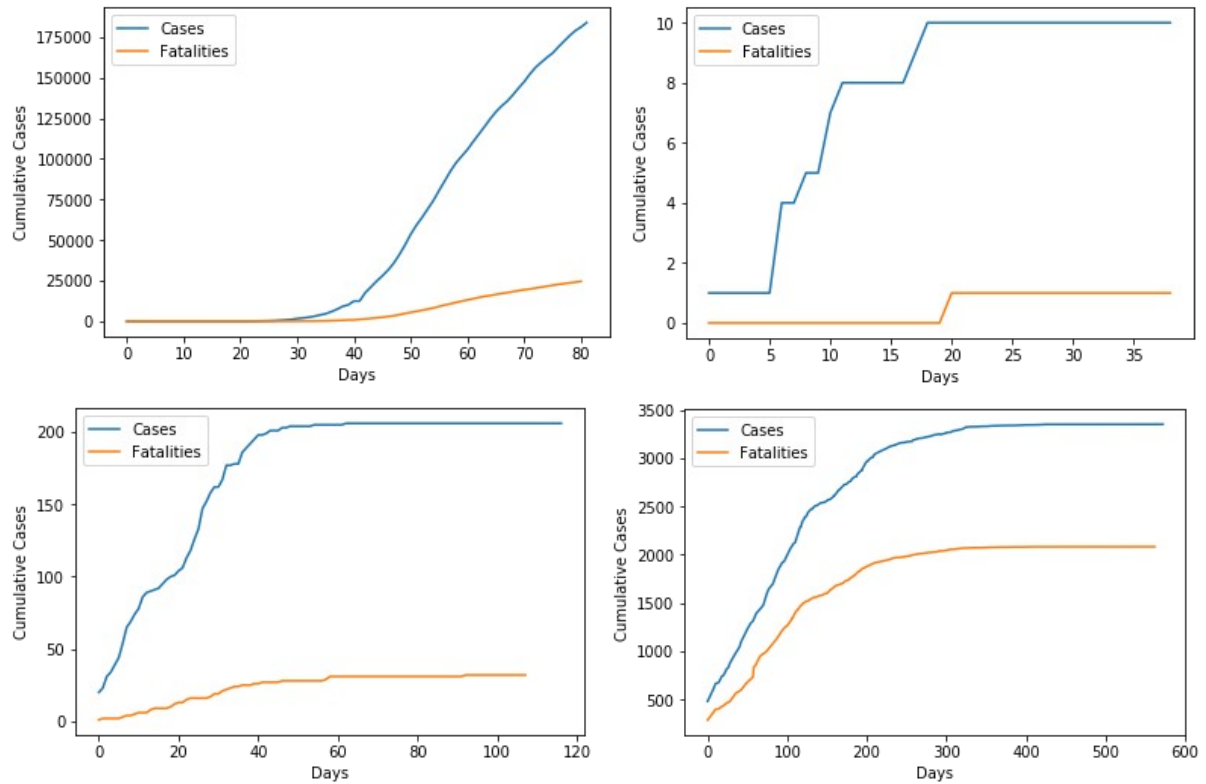 Cases
Fatalities
175000
150000
125000
100000
75000
50000
25000
0
Cumulative Cases
0 10 20 30 40 50 60 70 80
Days
Cases
Fatalities
10
8
6
4
2
0
Cumulative Cases
0 5 10 15 20 25 30 35
Days
Cases
Fatalities
200
150
100
50
0
Cumulative Cases
0 20 40 60 80 100 120
Days
Cases
Fatalities
3500
3000
2500
2000
1500
1000
500
Cumulative Cases
0 100 200 300 400 500 600
Days